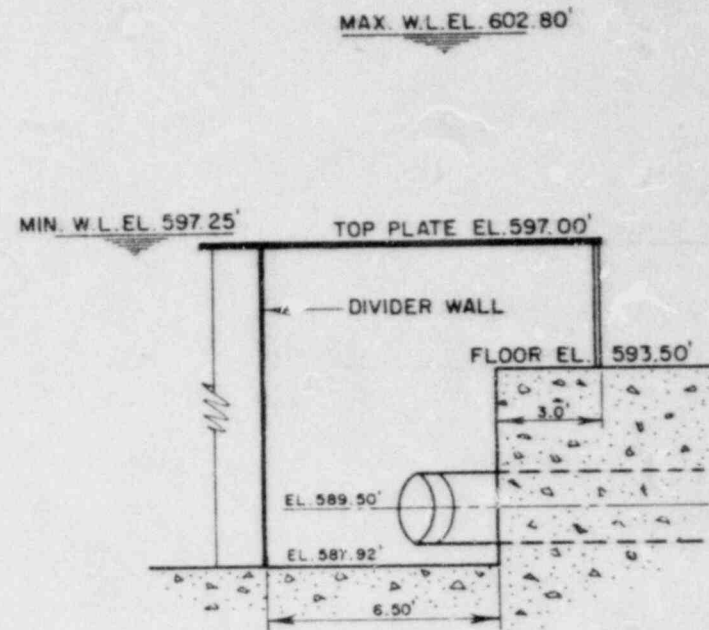 MAX. W.L.EL. 602.80'
MIN. W.L.EL. 597.25'
TOP PLATE EL.597.00'
DIVIDER WALL
FLOOR EL. 593.50'
3.0'
EL.589.50'
EL.587.92'
6.50'